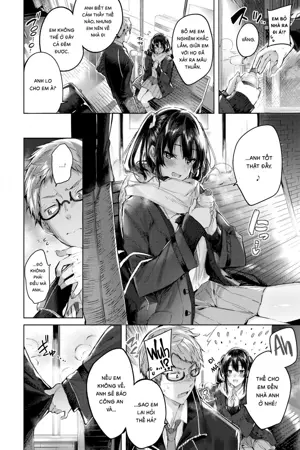 EM BỎ
NHÀ RA
ĐI À!?
VÂNG.
BỐ MẸ EM
NGHIÊM KHẮC
LẮM, GIỮA EM
VỚI HỌ ĐÃ
XẢY RA MÂU
THUẪN.
ANH BIẾT EM
CẢM THẤY THẾ
NÀO, NHƯNG
EM NÊN VỀ
NHÀ ĐI
EM KHÔNG
THỂ Ở ĐÂY
CẢ ĐÊM
ĐƯỢC.
ANH LO
CHO EM À?
...ANH TỐT
THẬT ĐẤY.
♪
...ĐÓ
KHÔNG
PHẢI
ĐIỀU MÀ
ANH...
Ah
THẾ CHO EM
ĐẾN NHÀ
ANH Ở NHÉ!
Wuh
!?
...SAO EM
LẠI HỎI
THẾ HẢ?
NẾU EM
KHÔNG VỀ,
ANH SẼ BÁO
CÔNG AN
VÀ...